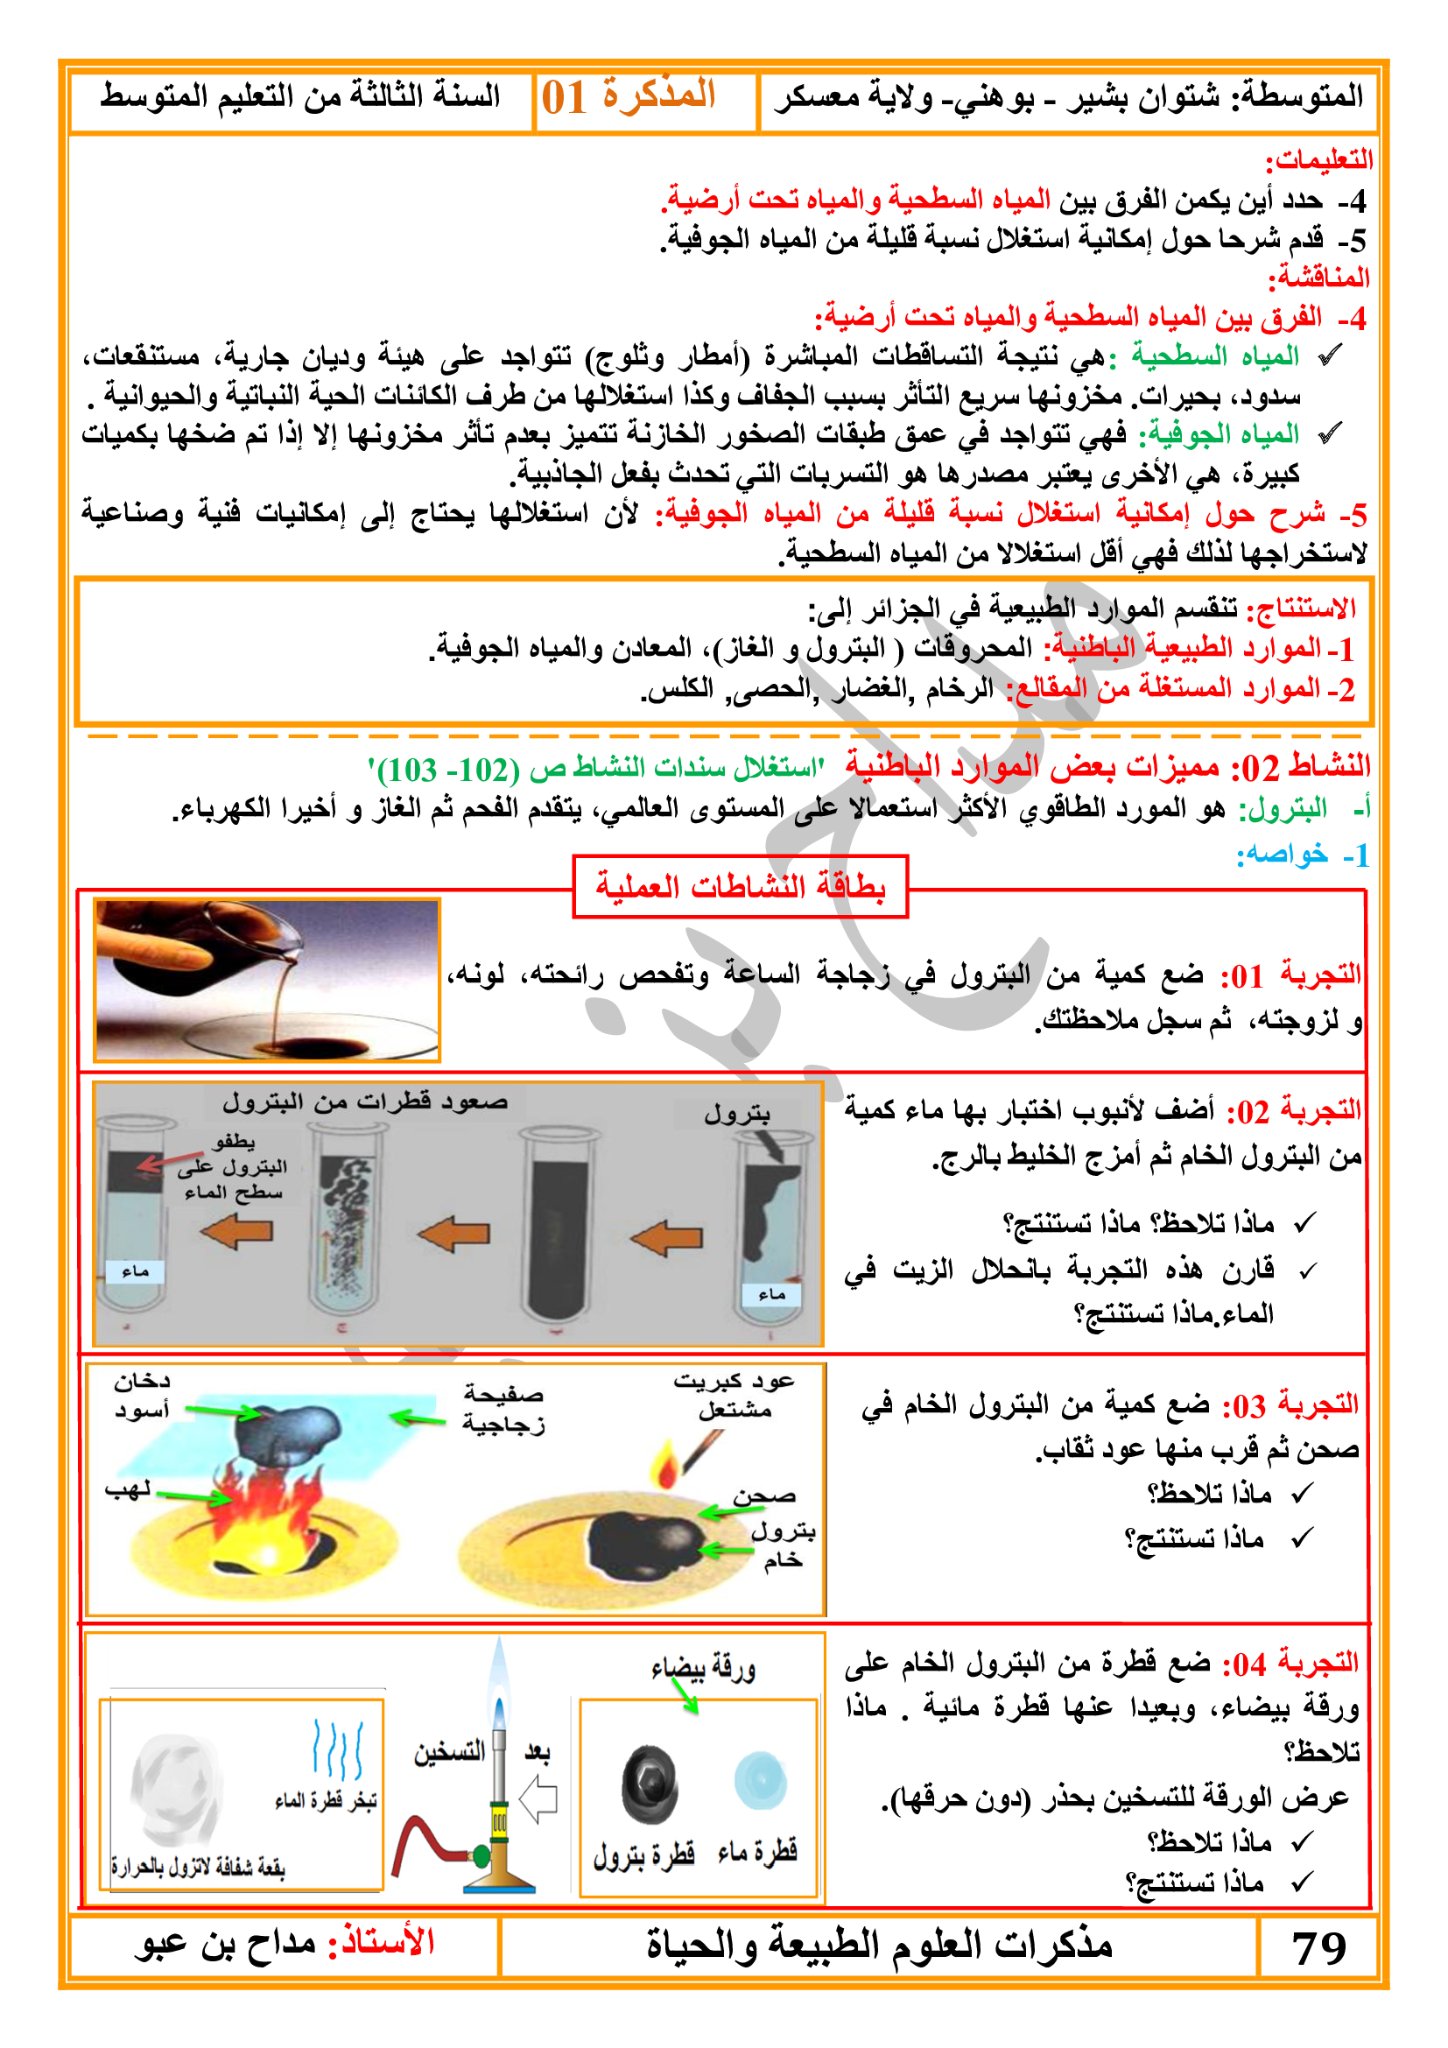 المتوسطة: شتوان بشير - بوهني- ولاية معسكر
المذكرة 01
السنة الثالثة من التعليم المتوسط
التعليمات:
4- حدد أين يكمن الفرق بين المياه السطحية والمياه تحت أرضية.
5- قدم شرحا حول إمكانية استغلال نسبة قليلة من المياه الجوفية.
المناقشة:
4- الفرق بين المياه السطحية والمياه تحت أرضية:
✓ المياه السطحية :هي نتيجة التساقطات المباشرة (أمطار وثلوج) تتواجد على هيئة وديان جارية، مستنقعات،
سدود، بحيرات. مخزونها سريع التأثر بسبب الجفاف وكذا استغلالها من طرف الكائنات الحية النباتية والحيوانية .
✓ المياه الجوفية: فهي تتواجد في عمق طبقات الصخور الخازنة تتميز بعدم تأثر مخزونها إلا إذا تم ضخها بكميات
كبيرة، هي الأخرى يعتبر مصدرها هو التسربات التي تحدث بفعل الجاذبية.
5- شرح حول إمكانية استغلال نسبة قليلة من المياه الجوفية: لأن استغلالها يحتاج إلى إمكانيات فنية وصناعية
لاستخراجها لذلك فهي أقل استغلالا من المياه السطحية.
الاستنتاج: تنقسم الموارد الطبيعية في الجزائر إلى:
1- الموارد الطبيعية الباطنية: المحروقات ( البترول و الغاز)، المعادن والمياه الجوفية.
2- الموارد المستغلة من المقالع: الرخام ,الغضار ,الحصى, الكلس.
النشاط 02: مميزات بعض الموارد الباطنية 'استغلال سندات النشاط ص (102- 103)'
أ- البترول: هو المورد الطاقوي الأكثر استعمالا على المستوى العالمي، يتقدم الفحم ثم الغاز و أخيرا الكهرباء.
1- خواصه:
بطاقة النشاطات العملية
التجربة 01: ضع كمية من البترول في زجاجة الساعة وتفحص رائحته، لونه،
و لزوجته، ثم سجل ملاحظتك.
التجربة 02: أضف لأنبوب اختبار بها ماء كمية
من البترول الخام ثم أمزج الخليط بالرج.
✓ ماذا تلاحظ؟ ماذا تستنتج؟
✓ قارن هذه التجربة بانحلال الزيت في
الماء.ماذا تستنتج؟
صعود قطرات من البترول
بترول
يطفو
البترول على
سطح الماء
ماء
ماء
أ
ب
ج
د
التجربة 03: ضع كمية من البترول الخام في
صحن ثم قرب منها عود ثقاب.
✓ ماذا تلاحظ؟
✓ ماذا تستنتج؟
عود كبريت
مشتعل
صحن
بترول
خام
صفيحة
زجاجية
دخان
أسود
لهب
التجربة 04: ضع قطرة من البترول الخام على
ورقة بيضاء، وبعيدا عنها قطرة مائية . ماذا
تلاحظ؟
عرض الورقة للتسخين بحذر (دون حرقها).
✓ ماذا تلاحظ؟
✓ ماذا تستنتج؟
ورقة بيضاء
قطرة ماء
قطرة بترول
بعد التسخين
تبخر قطرة الماء
بقعة شفافة لاتزول بالحرارة
79
مذكرات العلوم الطبيعة والحياة
الأستاذ: مداح بن عبو